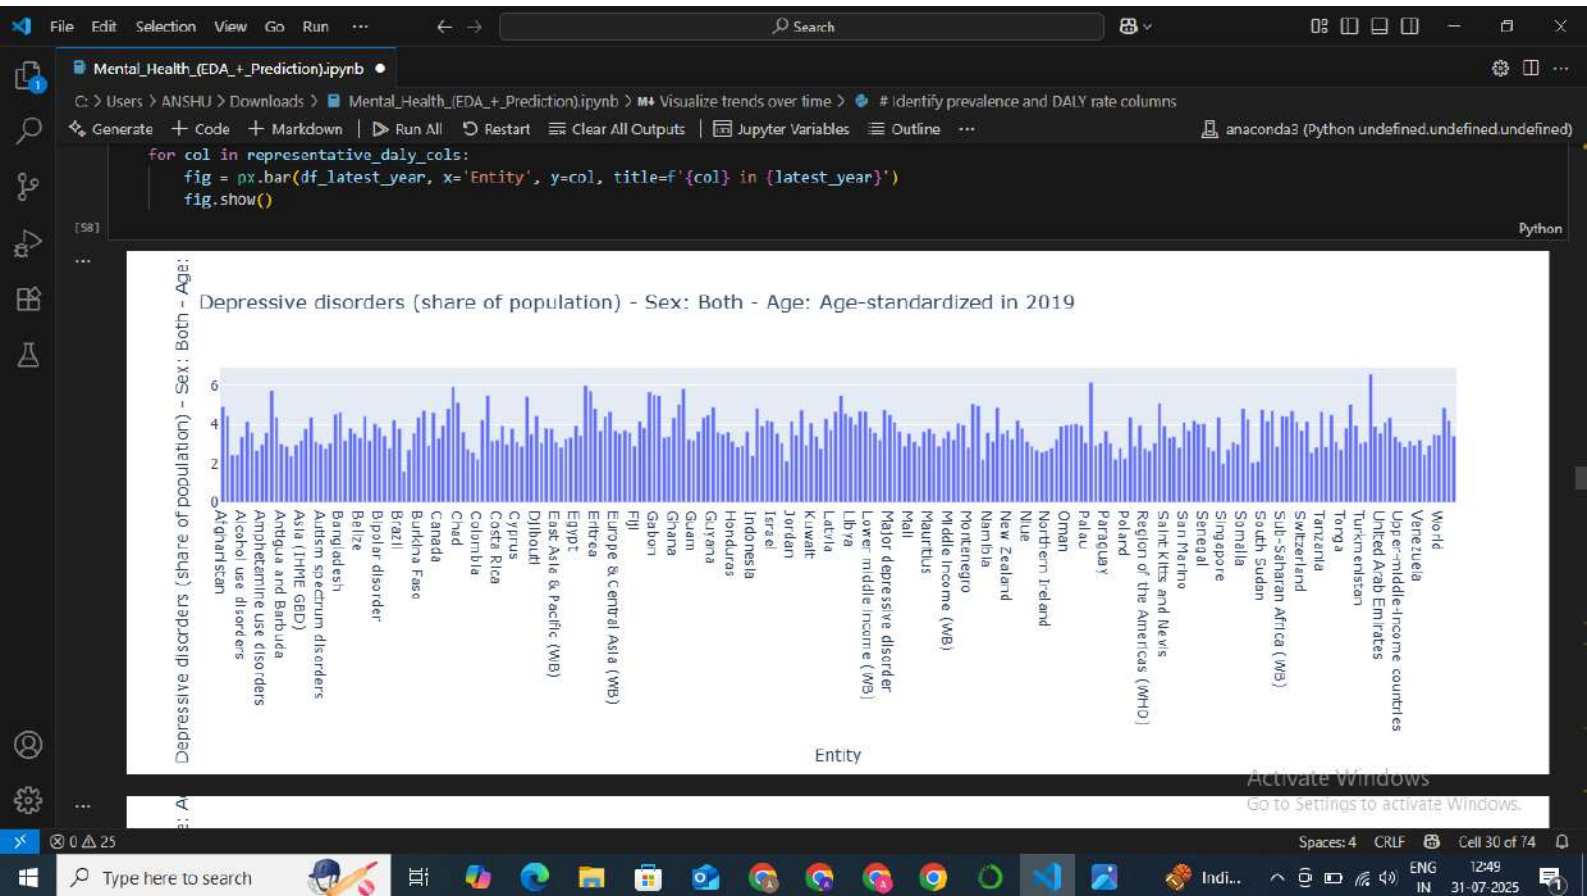 File Edit Selection View Go Run ··· Search
Mental_Health_(EDA_+_Prediction).ipynb
C: > Users > ANSHU > Downloads > Mental_Health_(EDA_+_Prediction).ipynb > M↓ Visualize trends over time > # Identify prevalence and DALY rate columns
Generate + Code + Markdown | Run All Restart Clear All Outputs | Jupyter Variables Outline ··· anaconda3 (Python undefined.undefined.undefined)
for col in representative_daly_cols:
fig = px.bar(df_latest_year, x='Entity', y=col, title=f'{col} in {latest_year}')
fig.show()
[58]
Python
Depressive disorders (share of population) - Sex: Both - Age: Age-standardized in 2019
Depressive disorders (share of population) - Sex: Both - Age:
6
4
2
0
Afghanistan
Alcohol use disorders
Amphetamine use disorders
Antigua and Barbuda
Asia (IHME GBD)
Autism spectrum disorders
Bangladesh
Belize
Bipolar disorder
Brazil
Burkina Faso
Canada
Chad
Colombia
Costa Rica
Cyprus
Djibouti
East Asia & Pacific (WB)
Egypt
Eritrea
Europe & Central Asia (WB)
Fiji
Gabon
Ghana
Guam
Guyana
Honduras
Indonesia
Israel
Jordan
Kuwait
Latvia
Libya
Lower middle income (WB)
Major depressive disorder
Mali
Mauritius
Middle Income (WB)
Montenegro
Namibia
New Zealand
Niue
Northern Ireland
Oman
Palau
Paraguay
Poland
Region of the Americas (WHO)
Saint Kitts and Nevis
San Marino
Senegal
Singapore
Somalia
South Sudan
Sub-Saharan Africa (WB)
Switzerland
Tanzania
Tonga
Turkmenistan
United Arab Emirates
Upper-middle-income countries
Venezuela
World
Entity
Activate Windows
Go to Settings to activate Windows.
0 25 Spaces: 4 CRLF Cell 30 of 74
Type here to search Indi... ENG 12:49
IN 31-07-2025